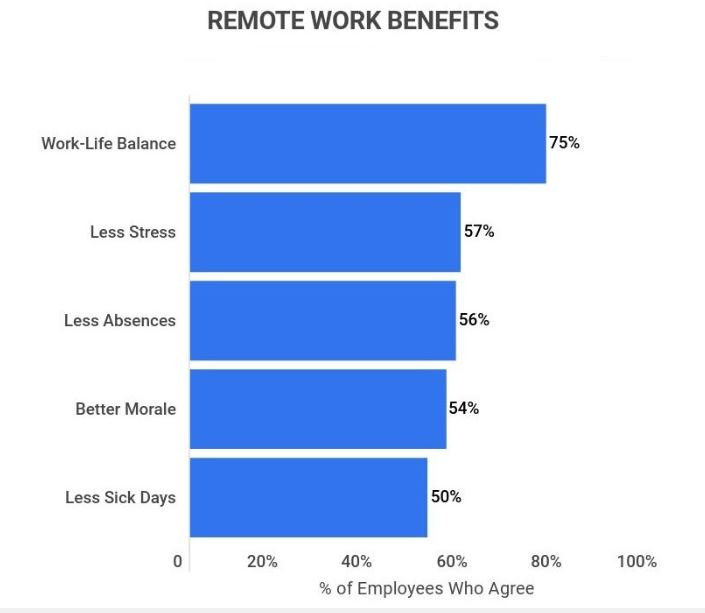 REMOTE WORK BENEFITS
Work-Life Balance 75%
Less Stress 57%
Less Absences 56%
Better Morale 54%
Less Sick Days 50%
0 20% 40% 60% 80% 100%
% of Employees Who Agree